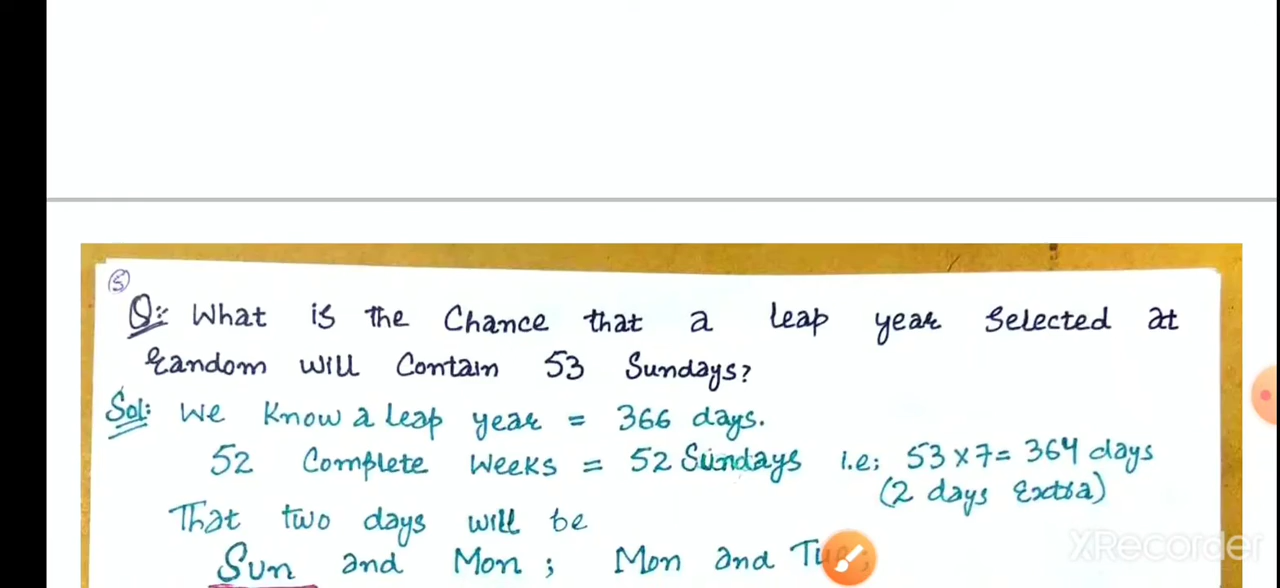 5
Q:- What is the Chance that a leap year Selected at
random will Contain 53 Sundays?
Sol: We Know a leap year = 366 days.
52 Complete Weeks = 52 Sundays i.e; 53 x 7 = 364 days
(2 days Extra)
That two days will be
Sun and Mon ; Mon and
XRecorder